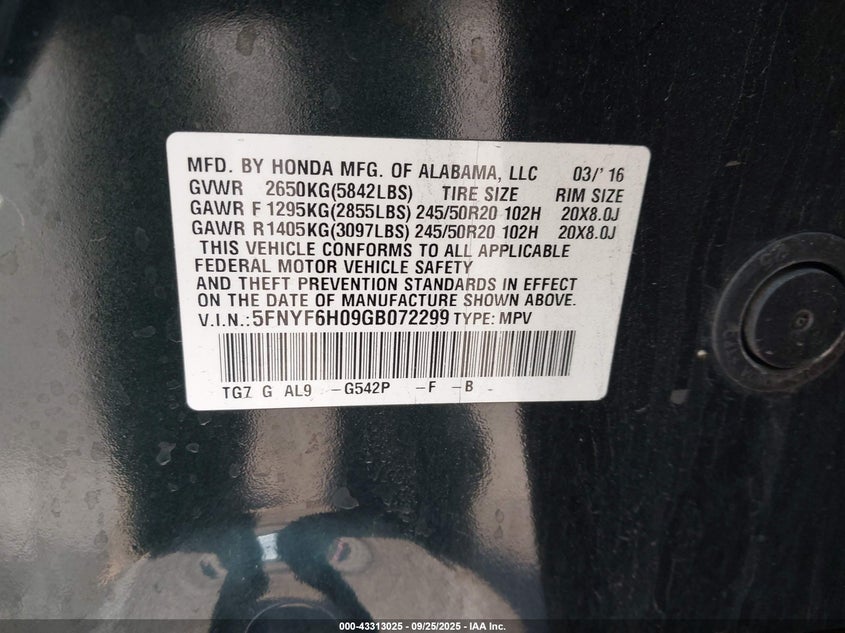 MFD. BY HONDA MFG. OF ALABAMA, LLC 03/'16
GVWR 2650KG(5842LBS) TIRE SIZE RIM SIZE
GAWR F 1295KG(2855LBS) 245/50R20 102H 20X8.0J
GAWR R 1405KG(3097LBS) 245/50R20 102H 20X8.0J
THIS VEHICLE CONFORMS TO ALL APPLICABLE
FEDERAL MOTOR VEHICLE SAFETY
AND THEFT PREVENTION STANDARDS IN EFFECT
ON THE DATE OF MANUFACTURE SHOWN ABOVE.
V.I.N.: 5FNYF6H09GB072299 TYPE: MPV
TG7 G AL9 -G542P -F -B
000-43313025 - 09/25/2025 - IAA Inc.